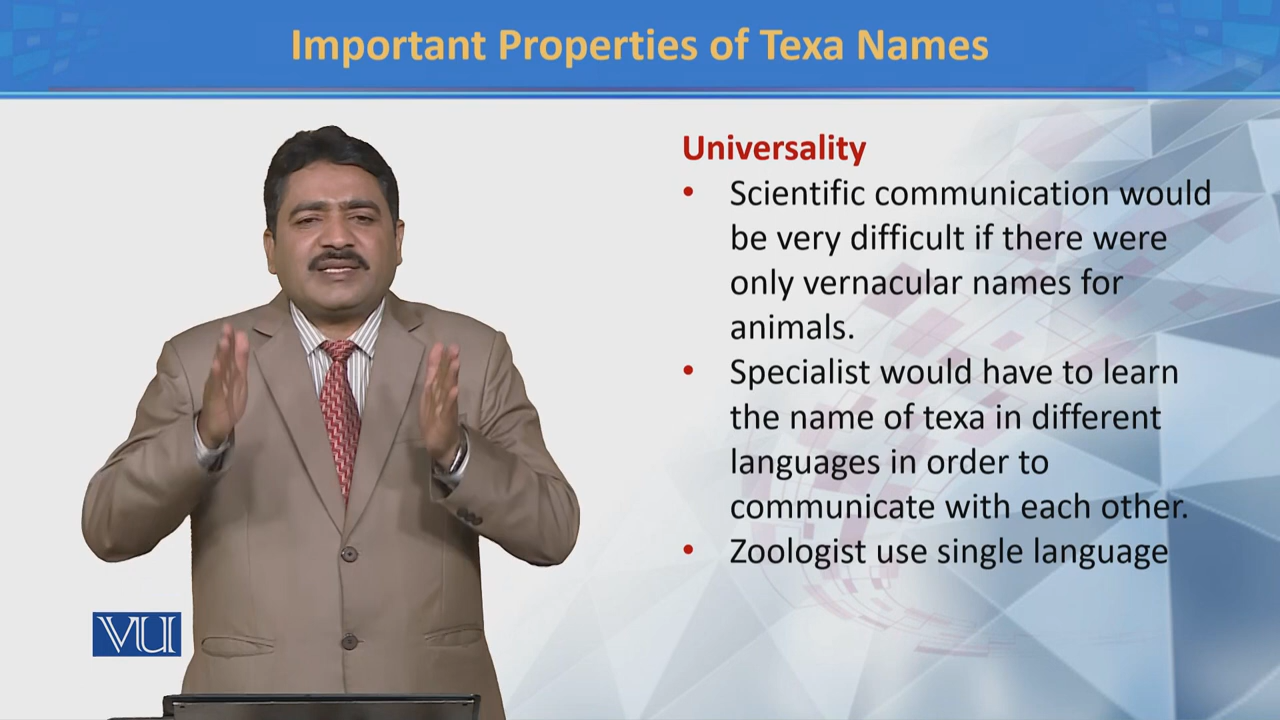 Important Properties of Texa Names
Universality
• Scientific communication would
be very difficult if there were
only vernacular names for
animals.
• Specialist would have to learn
the name of texa in different
languages in order to
communicate with each other.
• Zoologist use single language
VU